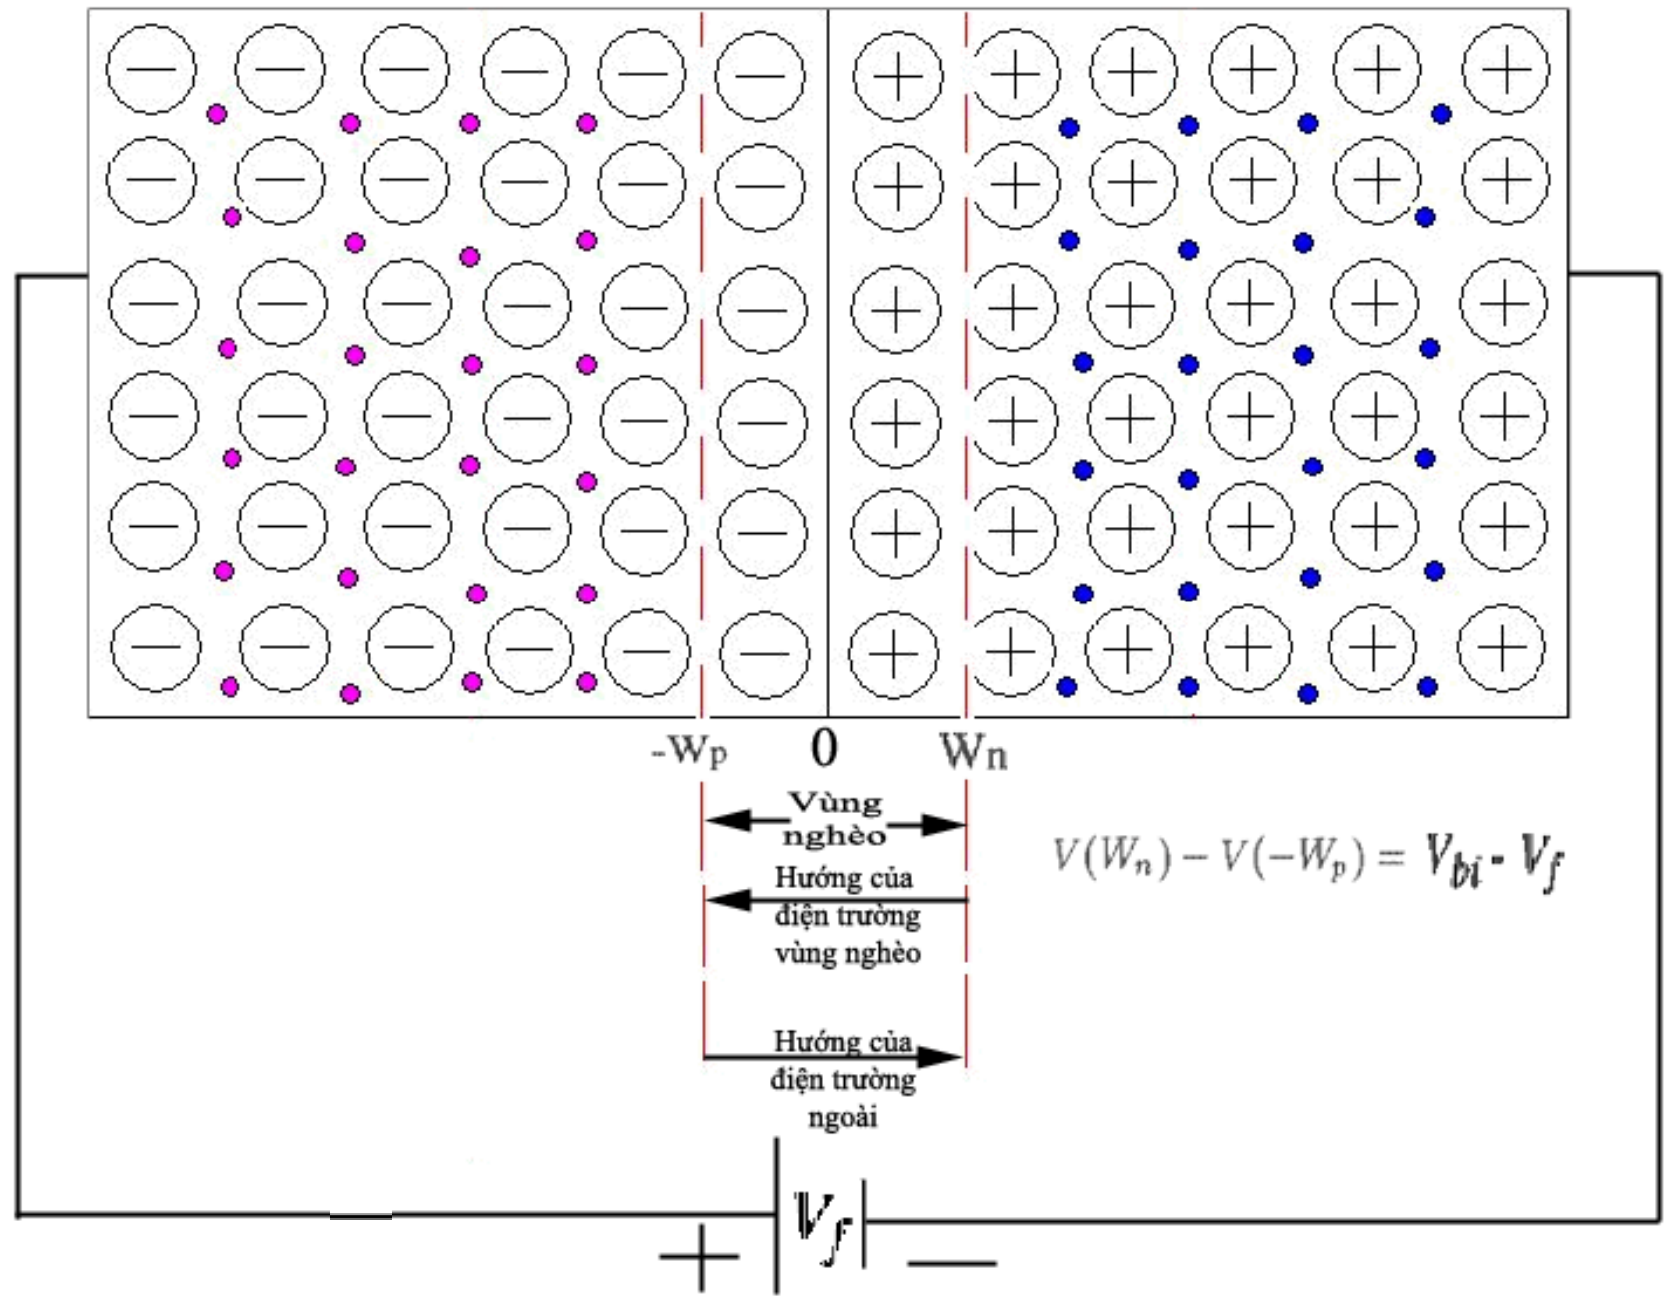 -Wp 0 Wn
Vùng
nghèo
V(Wn) − V(−Wp) = Vbi - Vf
Hướng của
điện trường
vùng nghèo
Hướng của
điện trường
ngoài
Vf
+ −